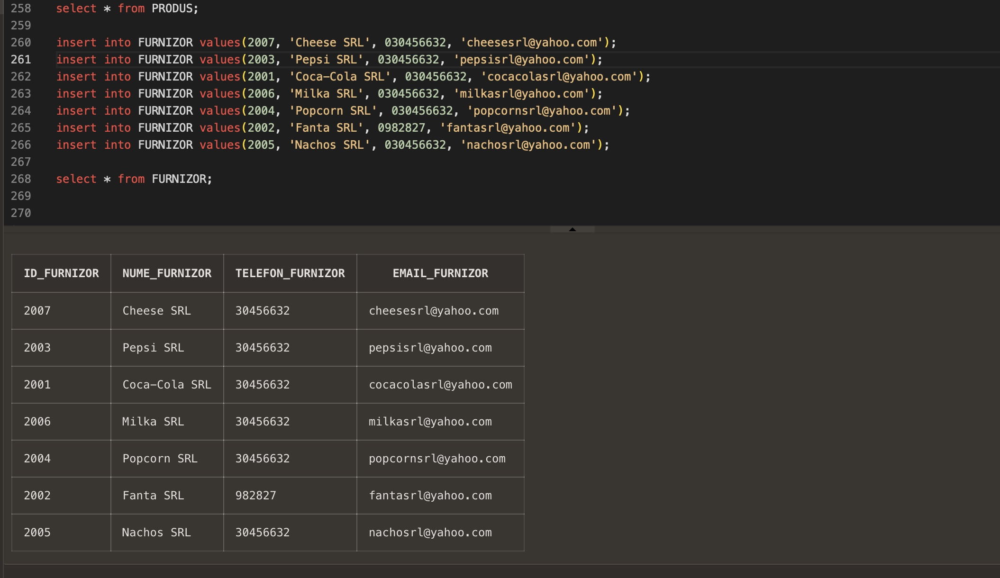 258 select * from PRODUS;
259
260 insert into FURNIZOR values(2007, 'Cheese SRL', 030456632, 'cheesesrl@yahoo.com');
261 insert into FURNIZOR values(2003, 'Pepsi SRL', 030456632, 'pepsisrl@yahoo.com');
262 insert into FURNIZOR values(2001, 'Coca-Cola SRL', 030456632, 'cocacolasrl@yahoo.com');
263 insert into FURNIZOR values(2006, 'Milka SRL', 030456632, 'milkasrl@yahoo.com');
264 insert into FURNIZOR values(2004, 'Popcorn SRL', 030456632, 'popcornsrl@yahoo.com');
265 insert into FURNIZOR values(2002, 'Fanta SRL', 0982827, 'fantasrl@yahoo.com');
266 insert into FURNIZOR values(2005, 'Nachos SRL', 030456632, 'nachosrl@yahoo.com');
267
268 select * from FURNIZOR;
269
270
ID_FURNIZOR NUME_FURNIZOR TELEFON_FURNIZOR EMAIL_FURNIZOR
2007 Cheese SRL 30456632 cheesesrl@yahoo.com
2003 Pepsi SRL 30456632 pepsisrl@yahoo.com
2001 Coca-Cola SRL 30456632 cocacolasrl@yahoo.com
2006 Milka SRL 30456632 milkasrl@yahoo.com
2004 Popcorn SRL 30456632 popcornsrl@yahoo.com
2002 Fanta SRL 982827 fantasrl@yahoo.com
2005 Nachos SRL 30456632 nachosrl@yahoo.com